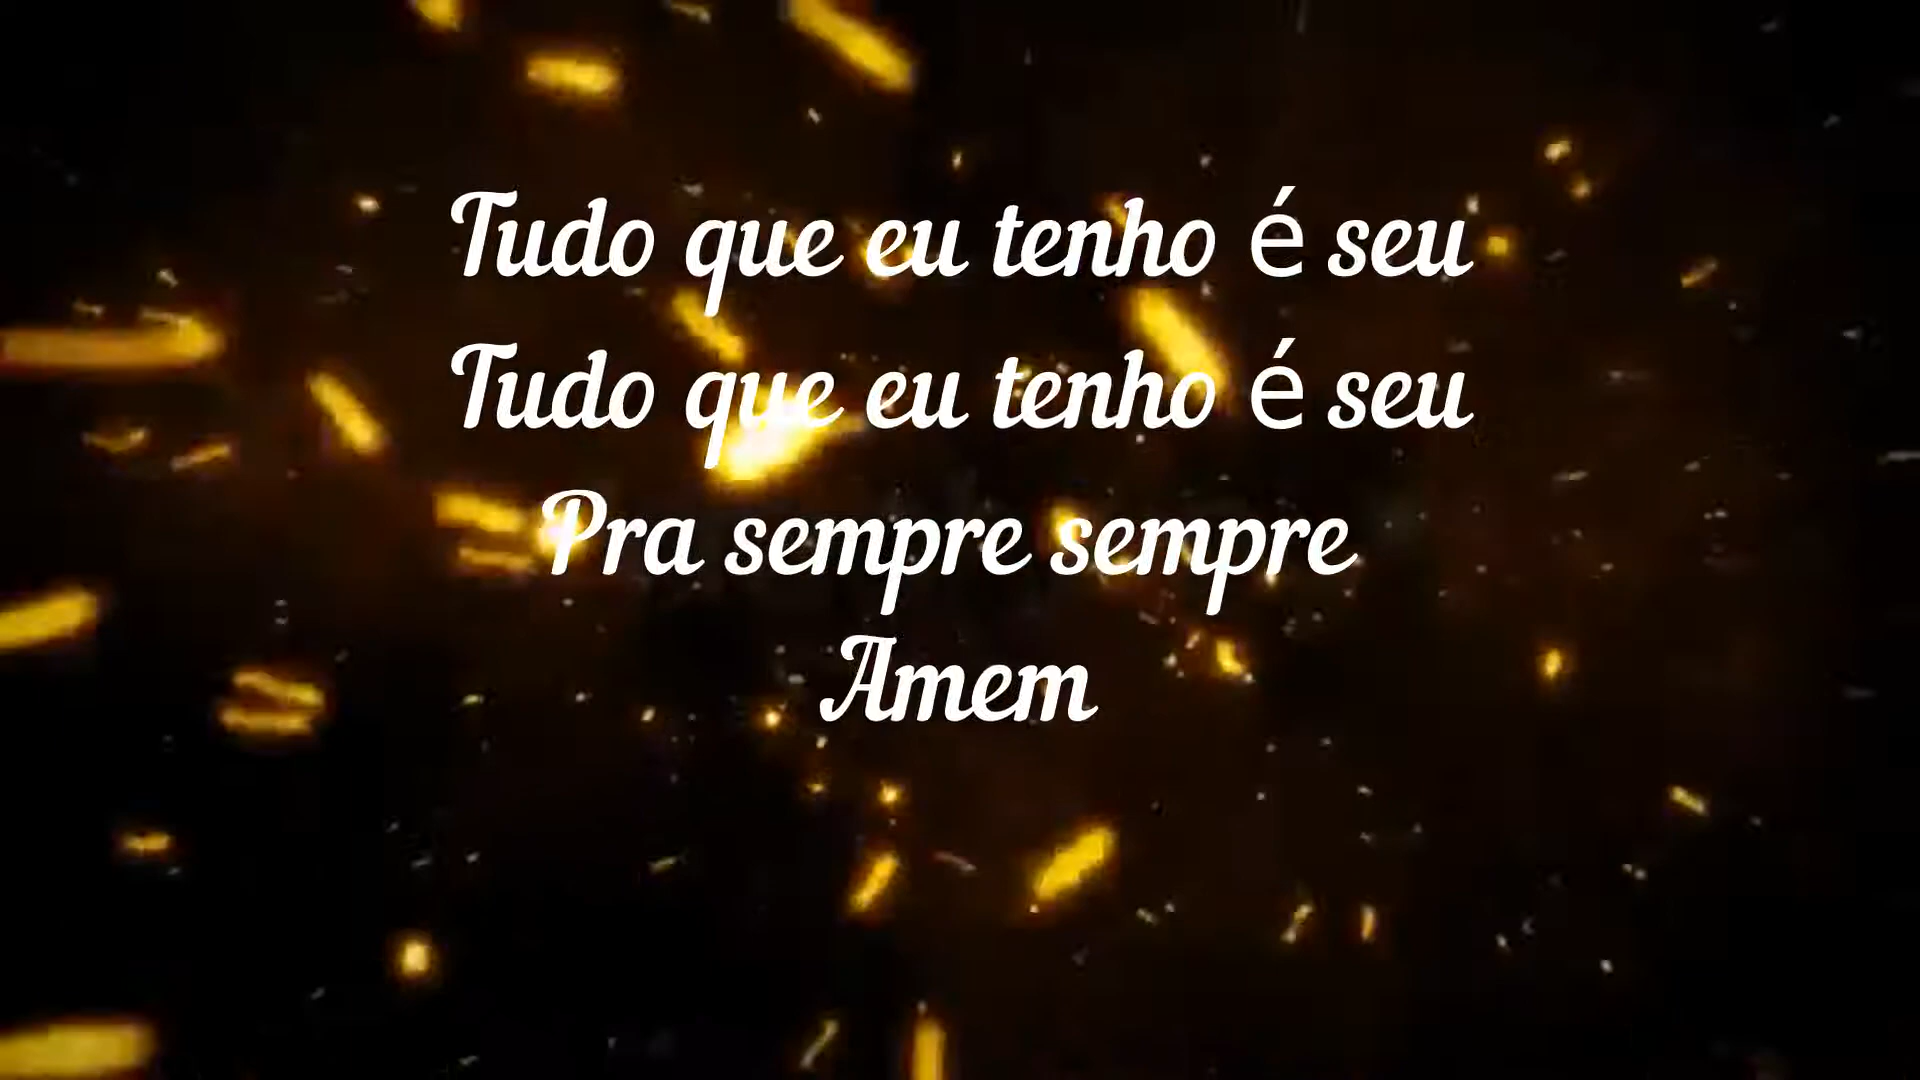 Tudo que eu tenho é seu
Tudo que eu tenho é seu
Pra sempre sempre
Amem